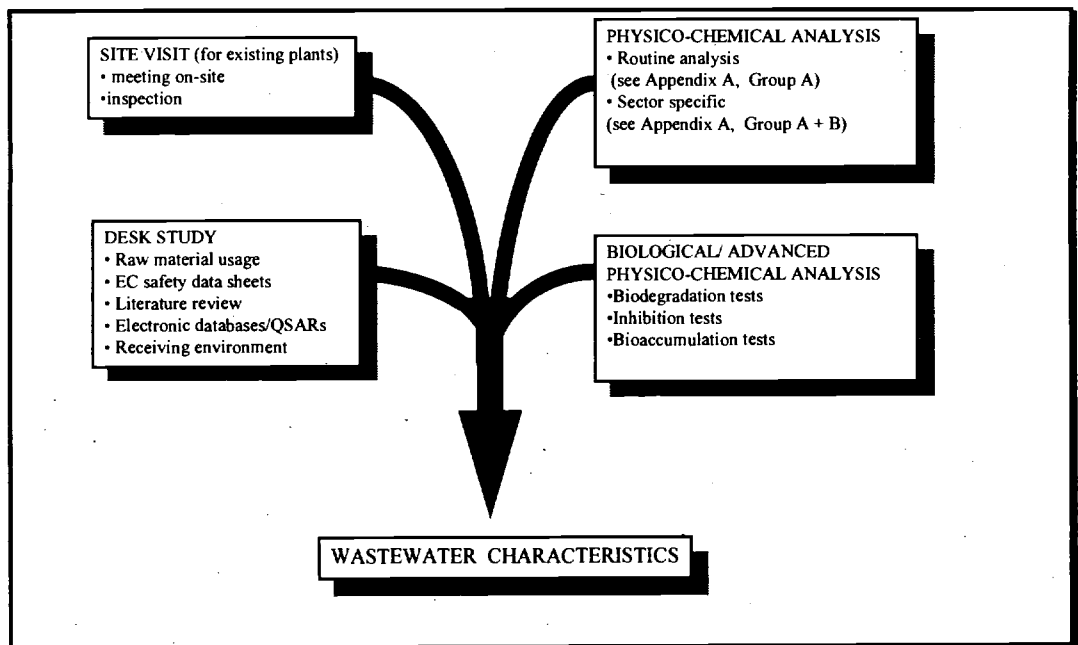 SITE VISIT (for existing plants)
• meeting on-site
•inspection
PHYSICO-CHEMICAL ANALYSIS
• Routine analysis
(see Appendix A, Group A)
• Sector specific
(see Appendix A, Group A + B)
DESK STUDY
• Raw material usage
• EC safety data sheets
• Literature review
• Electronic databases/QSARs
• Receiving environment
BIOLOGICAL/ ADVANCED
PHYSICO-CHEMICAL ANALYSIS
•Biodegradation tests
•Inhibition tests
•Bioaccumulation tests
WASTEWATER CHARACTERISTICS